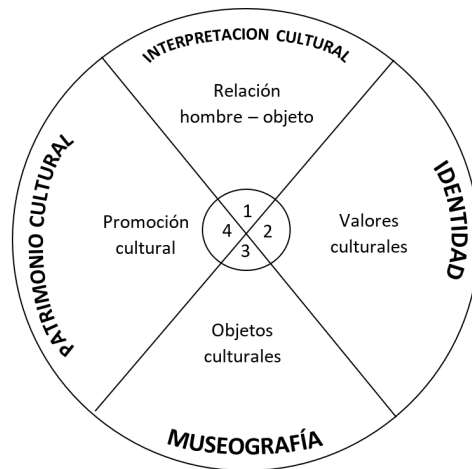 INTERPRETACION CULTURAL
Relación
hombre – objeto
PATRIMONIO CULTURAL
Promoción
cultural
1
4
2
3
Valores
culturales
IDENTIDAD
Objetos
culturales
MUSEOGRAFÍA